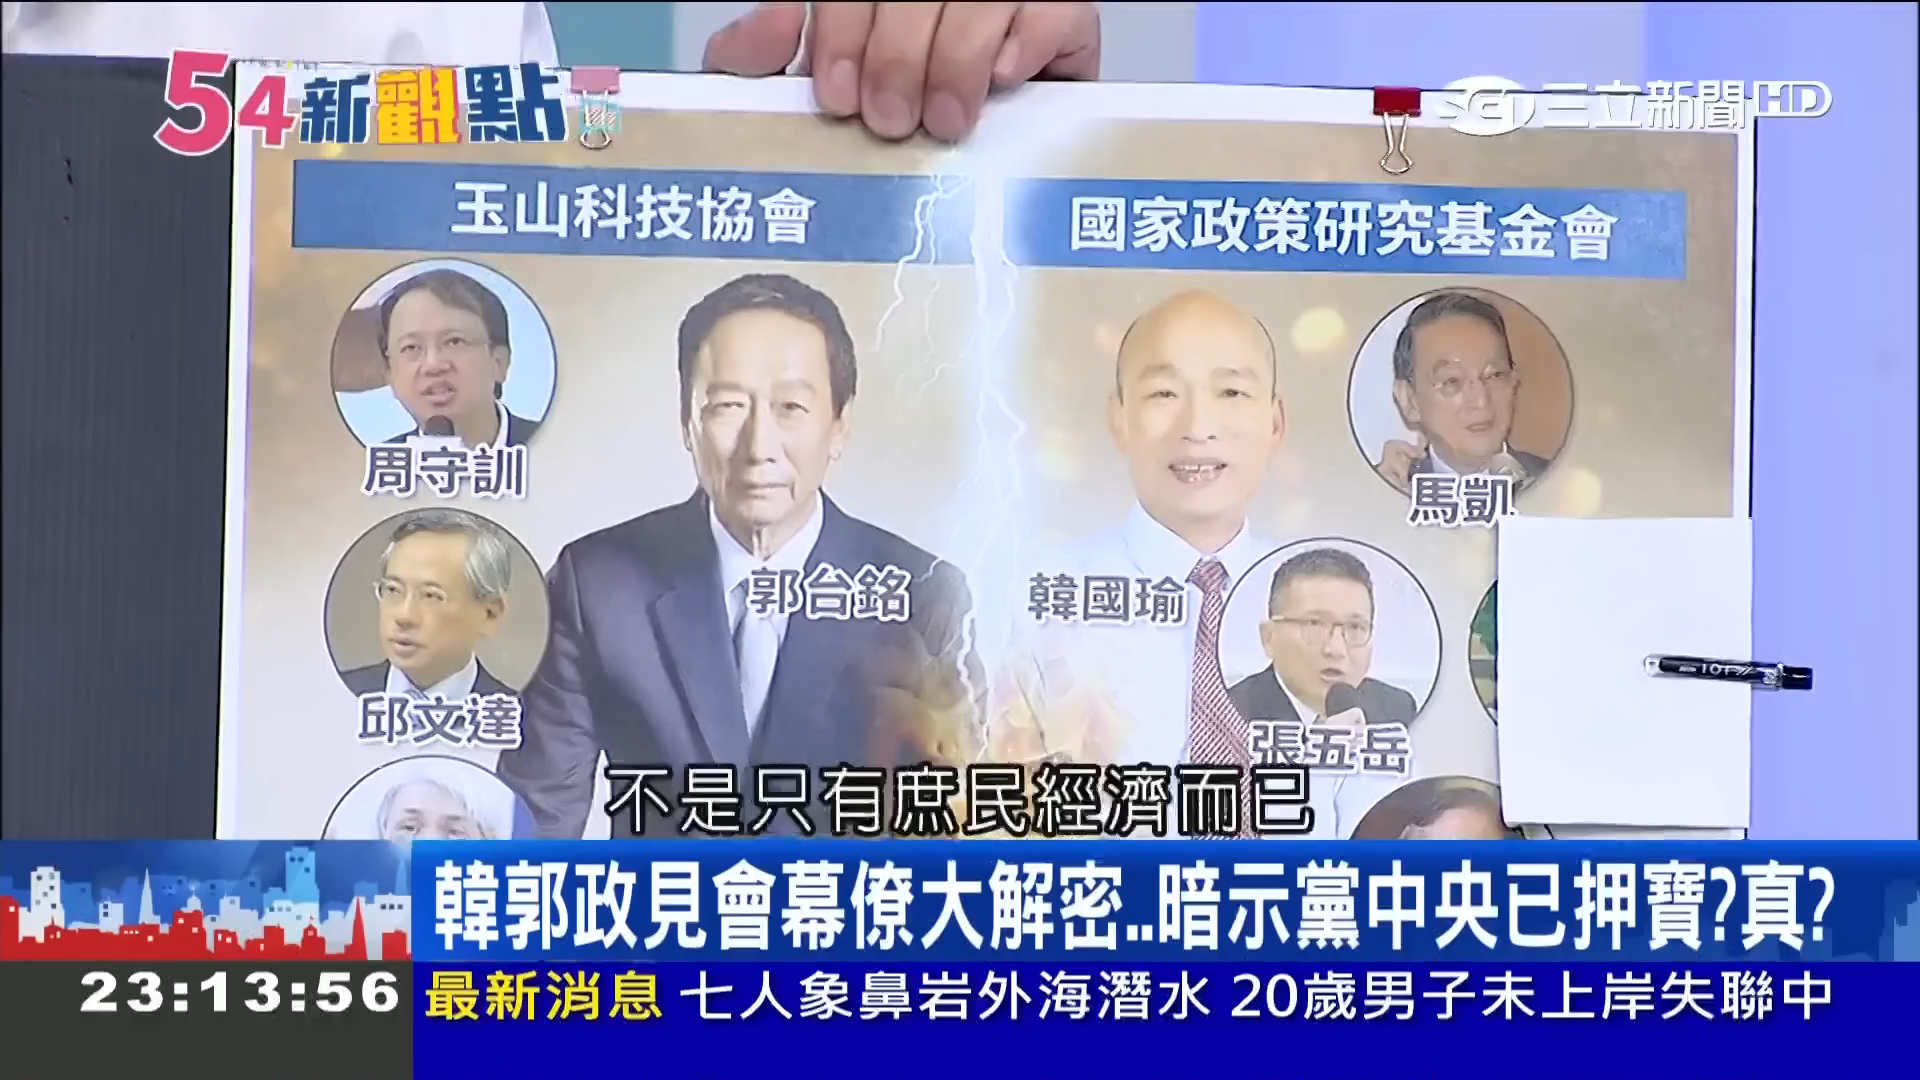 54新觀點
SET三立新聞HD
玉山科技協會
國家政策研究基金會
周守訓
馬凱
邱文達
郭台銘
韓國瑜
張五岳
不是只有庶民經濟而已
韓郭政見會幕僚大解密..暗示黨中央已押寶?真?
23:13:56
最新消息 七人象鼻岩外海潛水 20歲男子未上岸失聯中